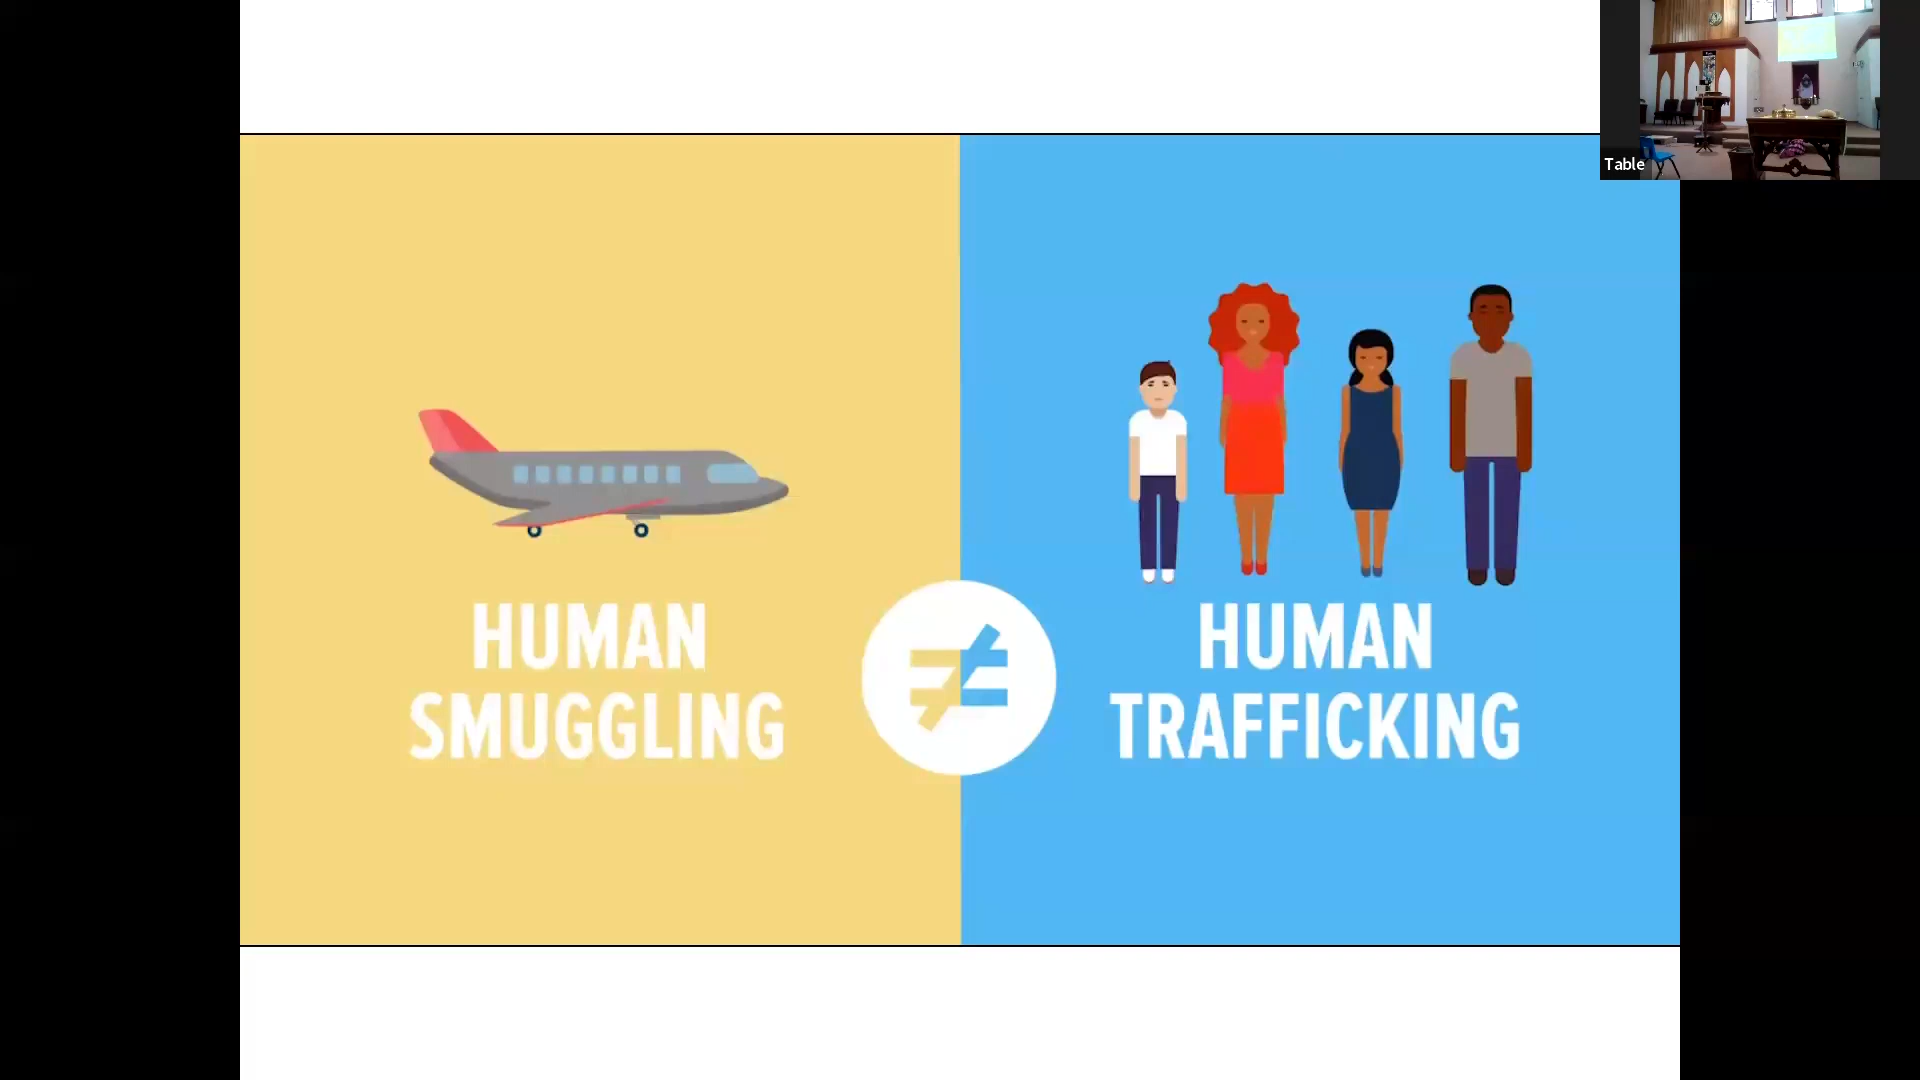 Table
HUMAN
SMUGGLING
≠
HUMAN
TRAFFICKING